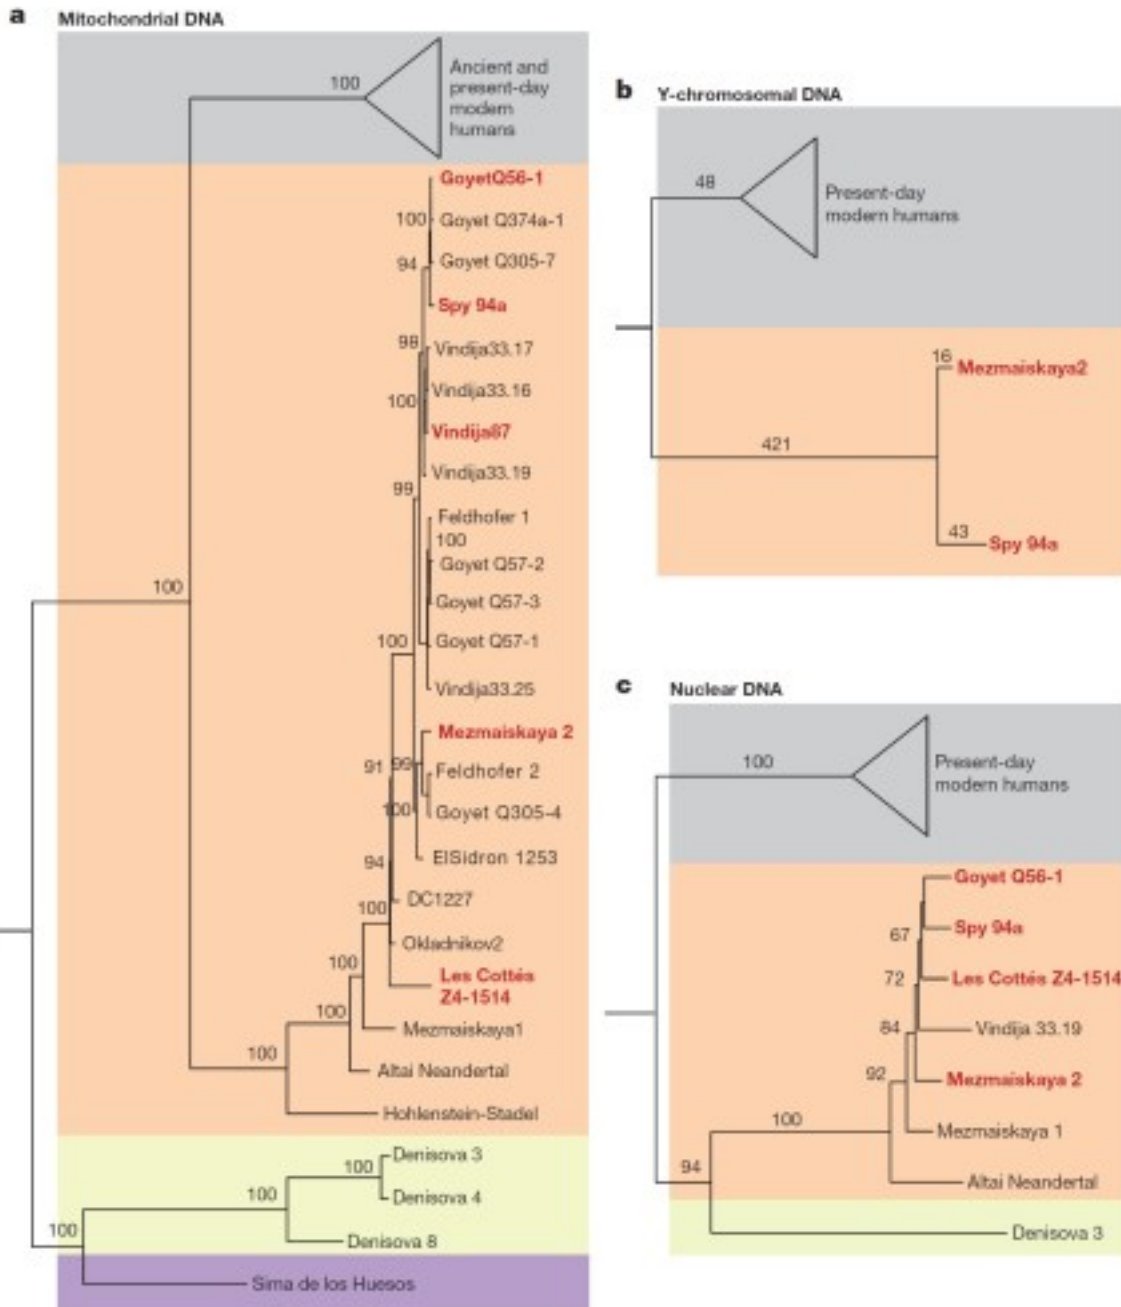 a Mitochondrial DNA
100
Ancient and
present-day
modern
humans
GoyetQ56-1
100
Goyet Q374a-1
94
Goyet Q305-7
Spy 94a
98
Vindija33.17
Vindija33.16
100
Vindija87
Vindija33.19
99
Feldhofer 1
100
Goyet Q57-2
Goyet Q57-3
100
100
Goyet Q57-1
Vindija33.25
Mezmaiskaya 2
91
99
Feldhofer 2
100
Goyet Q305-4
94
ElSidron 1253
DC1227
100
Okladnikov2
100
Les Cottés
Z4-1514
100
Mezmaiskaya1
100
Altai Neandertal
Hohlenstein-Stadel
100
Denisova 3
100
Denisova 4
100
Denisova 8
Sima de los Huesos
b Y-chromosomal DNA
48
Present-day
modern humans
16
Mezmaiskaya2
421
43
Spy 94a
c Nuclear DNA
100
Present-day
modern humans
Goyet Q56-1
67
Spy 94a
72
Les Cottés Z4-1514
84
Vindija 33.19
92
Mezmaiskaya 2
100
Mezmaiskaya 1
94
Altai Neandertal
Denisova 3